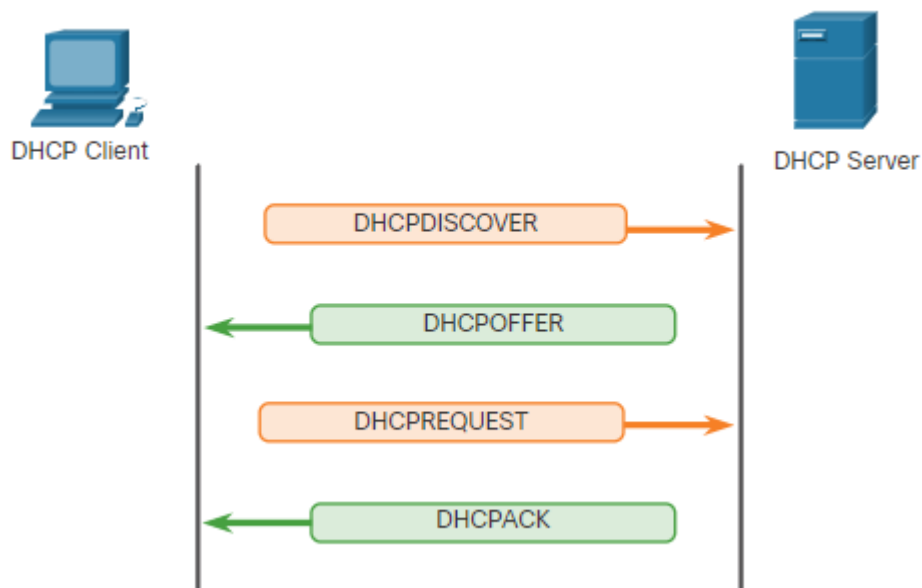 DHCP Client
DHCP Server
DHCPDISCOVER
DHCPOFFER
DHCPREQUEST
DHCPACK